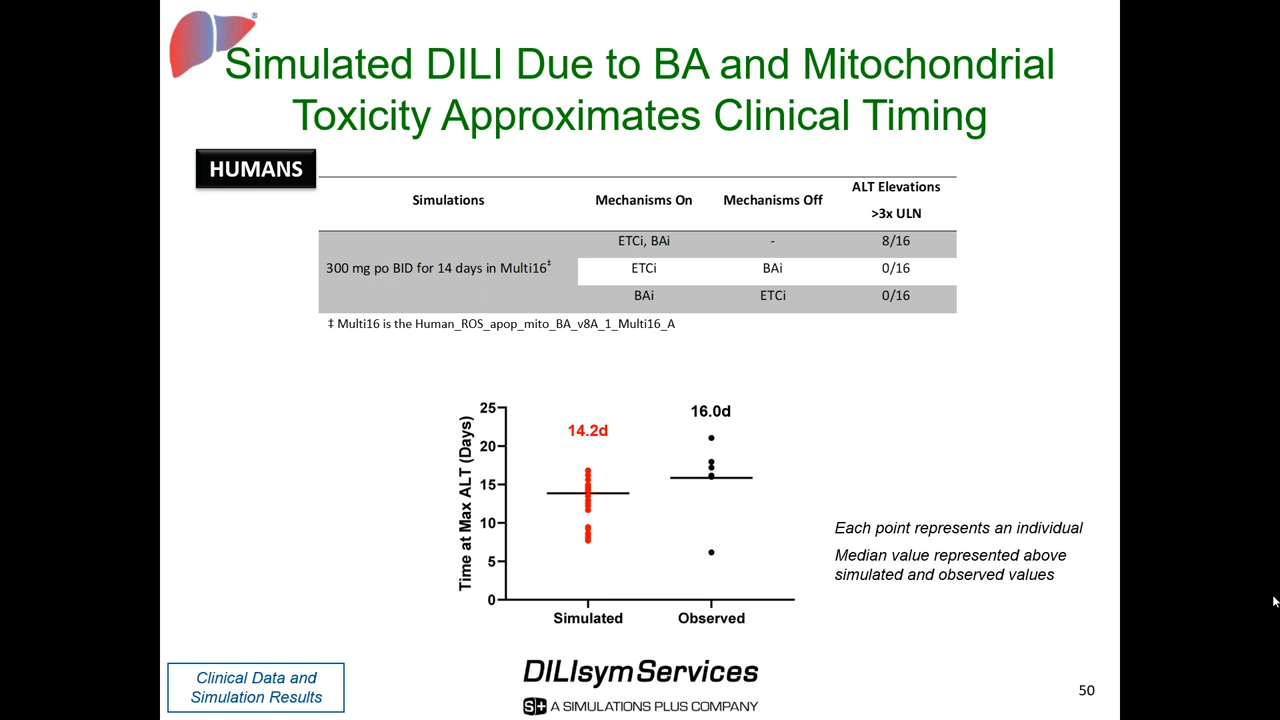 Simulated DILI Due to BA and Mitochondrial
Toxicity Approximates Clinical Timing
HUMANS
Simulations Mechanisms On Mechanisms Off ALT Elevations
>3x ULN
ETCi, BAi - 8/16
300 mg po BID for 14 days in Multi16‡ ETCi BAi 0/16
BAi ETCi 0/16
‡ Multi16 is the Human_ROS_apop_mito_BA_v8A_1_Multi16_A
Time at Max ALT (Days)
25
20
15
10
5
0
14.2d
16.0d
Simulated Observed
Each point represents an individual
Median value represented above
simulated and observed values
Clinical Data and
Simulation Results
DILIsym Services
S+ A SIMULATIONS PLUS COMPANY
50